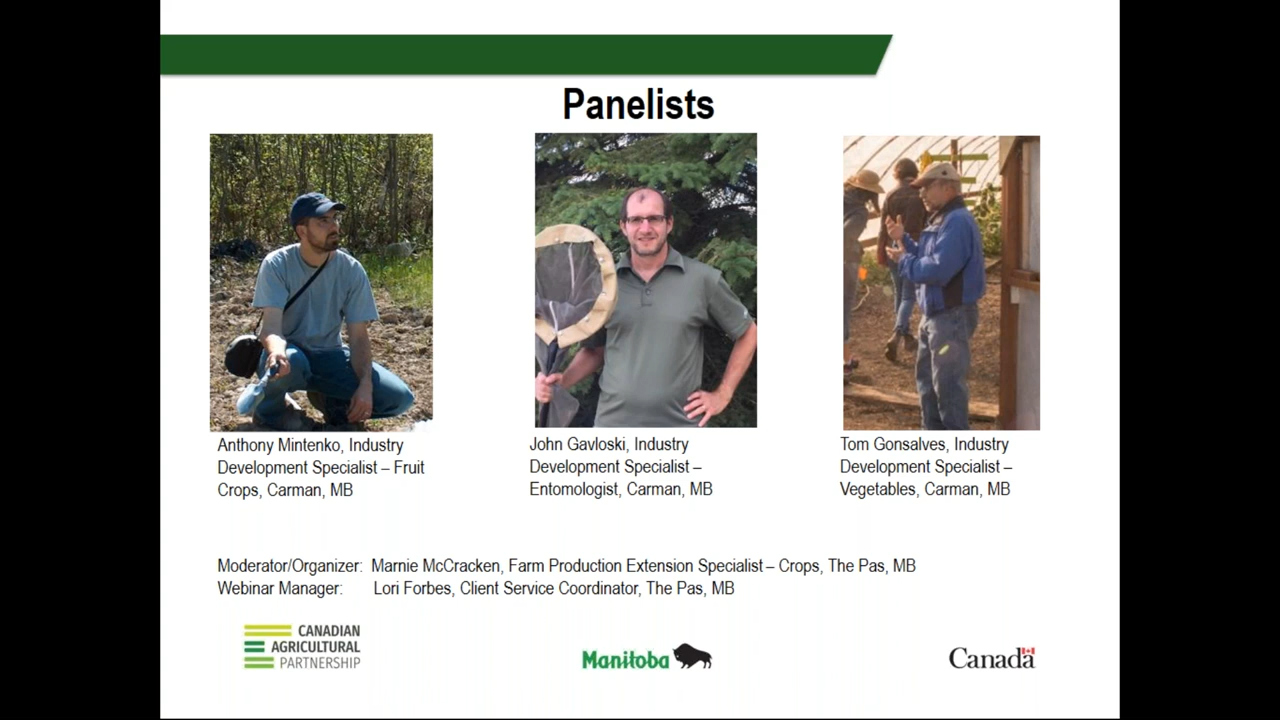 Panelists
Anthony Mintenko, Industry
Development Specialist – Fruit
Crops, Carman, MB
John Gavloski, Industry
Development Specialist –
Entomologist, Carman, MB
Tom Gonsalves, Industry
Development Specialist –
Vegetables, Carman, MB
Moderator/Organizer: Marnie McCracken, Farm Production Extension Specialist – Crops, The Pas, MB
Webinar Manager: Lori Forbes, Client Service Coordinator, The Pas, MB
CANADIAN
AGRICULTURAL
PARTNERSHIP
Manitoba
Canada